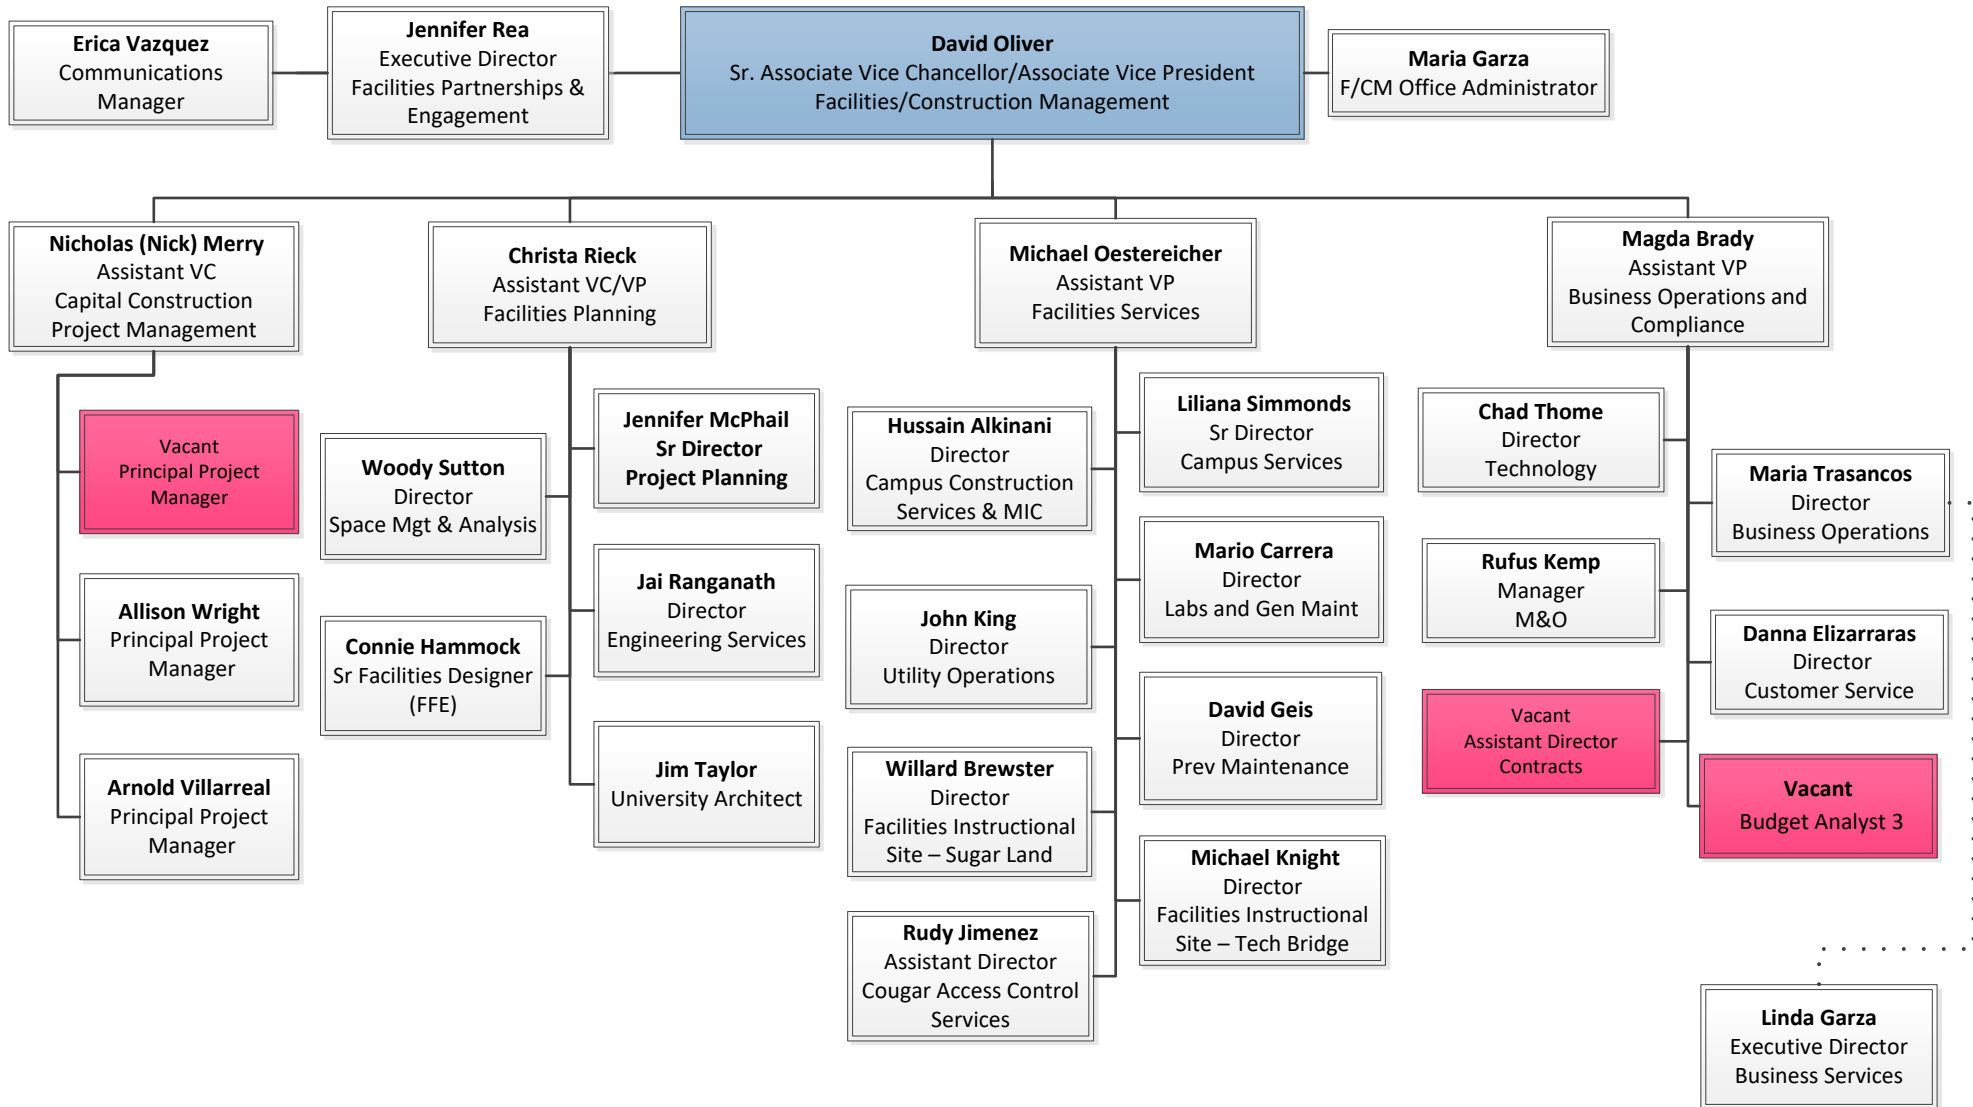 Erica Vazquez
Communications
Manager
Jennifer Rea
Executive Director
Facilities Partnerships &
Engagement
David Oliver
Sr. Associate Vice Chancellor/Associate Vice President
Facilities/Construction Management
Maria Garza
F/CM Office Administrator
Nicholas (Nick) Merry
Assistant VC
Capital Construction
Project Management
Christa Rieck
Assistant VC/VP
Facilities Planning
Michael Oestereicher
Assistant VP
Facilities Services
Magda Brady
Assistant VP
Business Operations and
Compliance
Vacant
Principal Project
Manager
Allison Wright
Principal Project
Manager
Arnold Villarreal
Principal Project
Manager
Woody Sutton
Director
Space Mgt & Analysis
Connie Hammock
Sr Facilities Designer
(FFE)
Jennifer McPhail
Sr Director
Project Planning
Jai Ranganath
Director
Engineering Services
Jim Taylor
University Architect
Hussain Alkinani
Director
Campus Construction
Services & MIC
John King
Director
Utility Operations
Willard Brewster
Director
Facilities Instructional
Site – Sugar Land
Rudy Jimenez
Assistant Director
Cougar Access Control
Services
Liliana Simmonds
Sr Director
Campus Services
Mario Carrera
Director
Labs and Gen Maint
David Geis
Director
Prev Maintenance
Michael Knight
Director
Facilities Instructional
Site – Tech Bridge
Chad Thome
Director
Technology
Rufus Kemp
Manager
M&O
Vacant
Assistant Director
Contracts
Maria Trasancos
Director
Business Operations
Danna Elizarraras
Director
Customer Service
Vacant
Budget Analyst 3
Linda Garza
Executive Director
Business Services